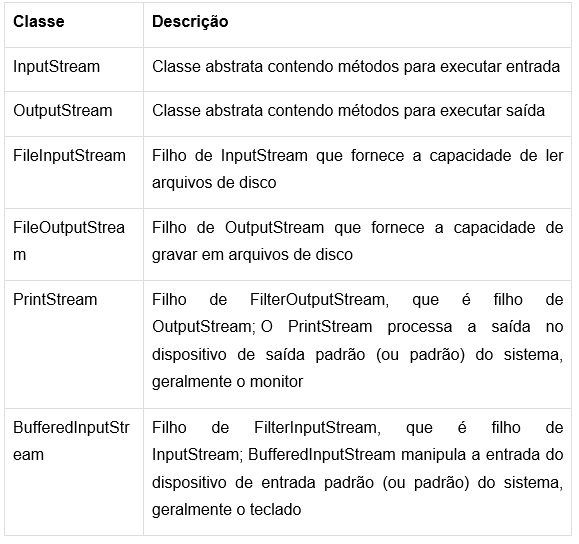 Classe Descrição
InputStream Classe abstrata contendo métodos para executar entrada
OutputStream Classe abstrata contendo métodos para executar saída
FileInputStream Filho de InputStream que fornece a capacidade de ler
arquivos de disco
FileOutputStrea Filho de OutputStream que fornece a capacidade de
m gravar em arquivos de disco
PrintStream Filho de FilterOutputStream, que é filho de
OutputStream; O PrintStream processa a saída no
dispositivo de saída padrão (ou padrão) do sistema,
geralmente o monitor
BufferedInputStr Filho de FilterInputStream, que é filho de
eam InputStream; BufferedInputStream manipula a entrada do
dispositivo de entrada padrão (ou padrão) do sistema,
geralmente o teclado